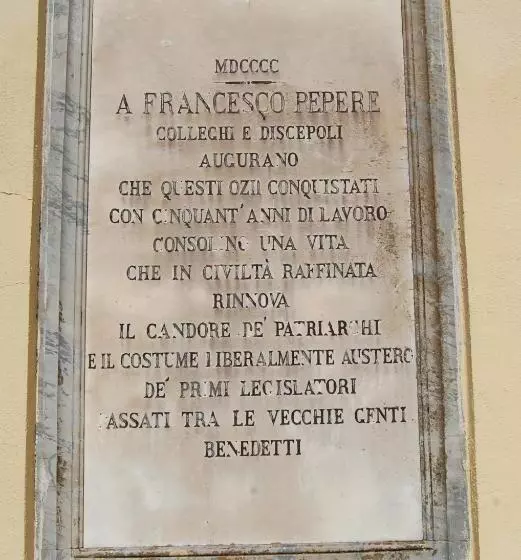 MDCCCC
A FRANCESCO PEPERE
COLLEGHI E DISCEPOLI
AUGURANO
CHE QUESTI OZII CONQUISTATI
CON CINQUANT'ANNI DI LAVORO
CONSOLINO UNA VITA
CHE IN CIVILTÀ RAFFINATA
RINNOVA
IL CANDORE DE' PATRIARCHI
E IL COSTUME LIBERALMENTE AUSTERO
DE' PRIMI LEGISLATORI
PASSATI TRA LE VECCHIE GENTI
BENEDETTI